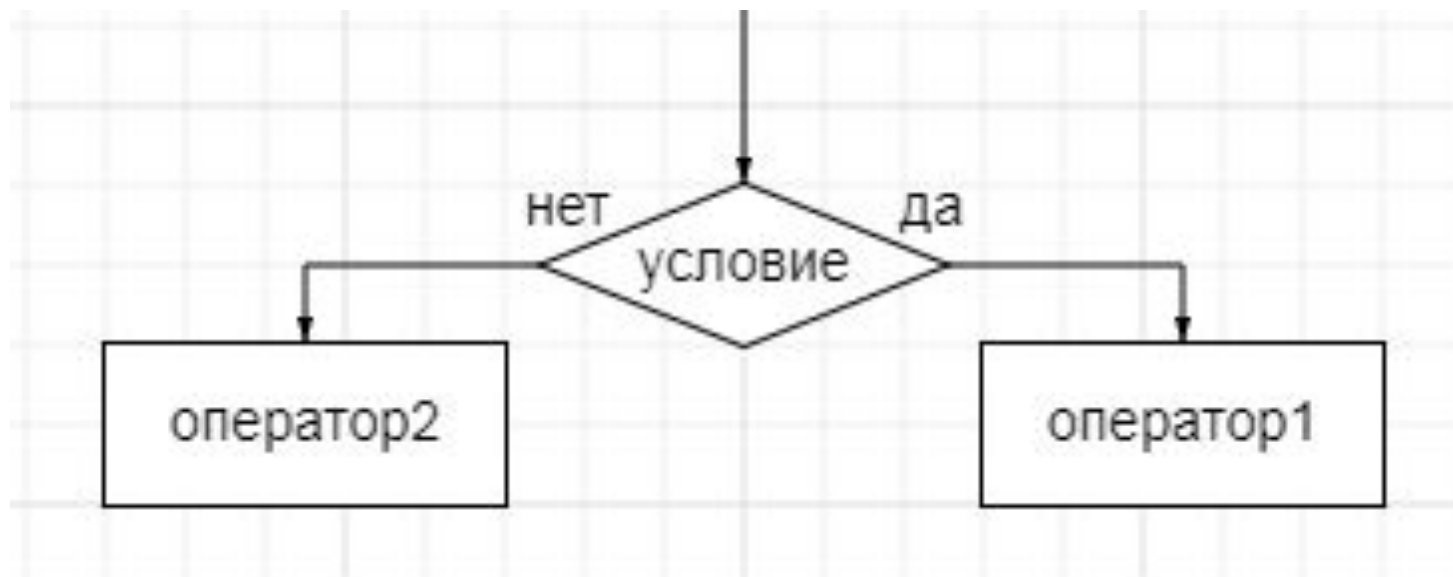 нет
да
условие
оператор2
оператор1